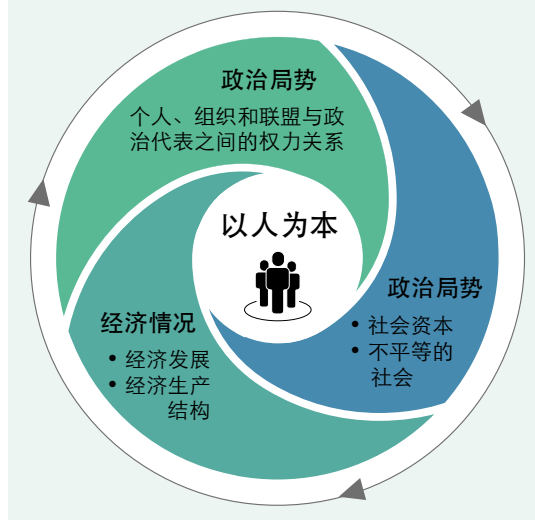 政治局势
个人、组织和联盟与政
治代表之间的权力关系
以人为本
政治局势
• 社会资本
• 不平等的
社会
经济情况
• 经济发展
• 经济生产
结构